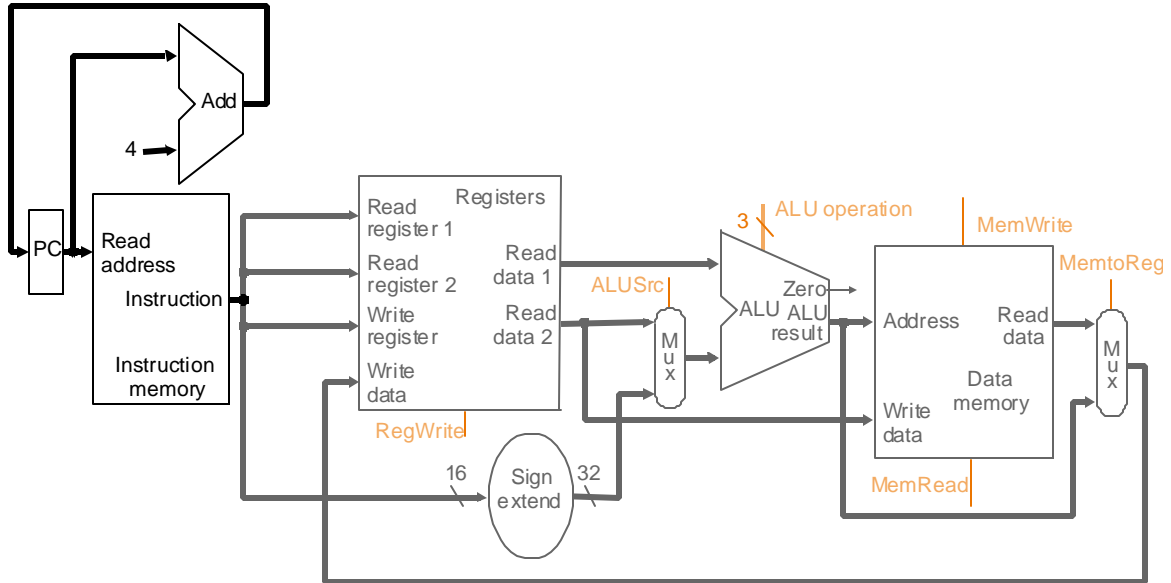 Add
4
PC
Read
address
Instruction
Instruction
memory
Registers
Read
register 1
Read
register 2
Write
register
Write
data
Read
data 1
Read
data 2
RegWrite
16
Sign
extend
32
ALUSrc
Mux
3
ALU operation
Zero
ALU
ALU
result
MemWrite
Address
Read
data
Data
memory
Write
data
MemRead
MemtoReg
Mux